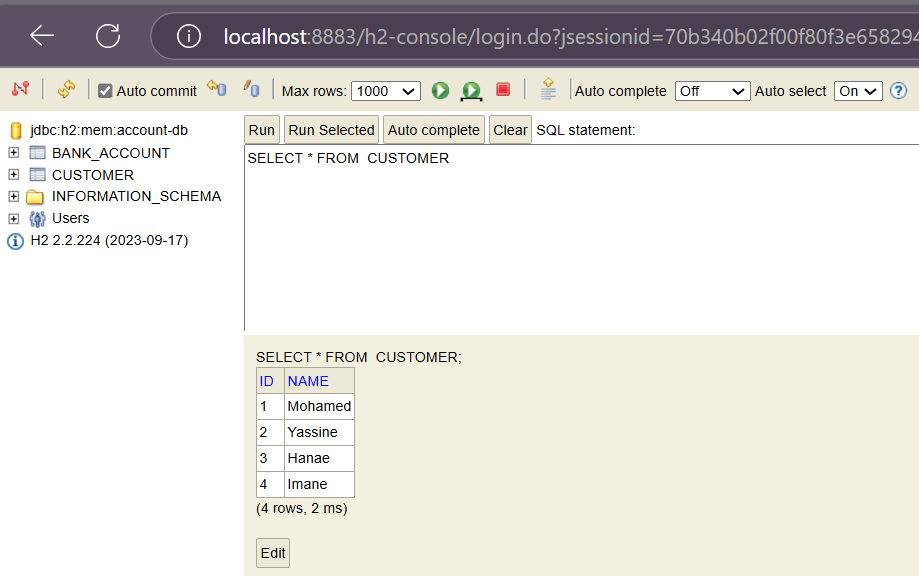 localhost:8883/h2-console/login.do?jsessionid=70b340b02f00f80f3e658294
Auto commit Max rows: 1000 Auto complete Off Auto select On
jdbc:h2:mem:account-db
BANK_ACCOUNT
CUSTOMER
INFORMATION_SCHEMA
Users
H2 2.2.224 (2023-09-17)
Run Run Selected Auto complete Clear SQL statement:
SELECT * FROM  CUSTOMER
SELECT * FROM  CUSTOMER;
ID NAME
1 Mohamed
2 Yassine
3 Hanae
4 Imane
(4 rows, 2 ms)
Edit